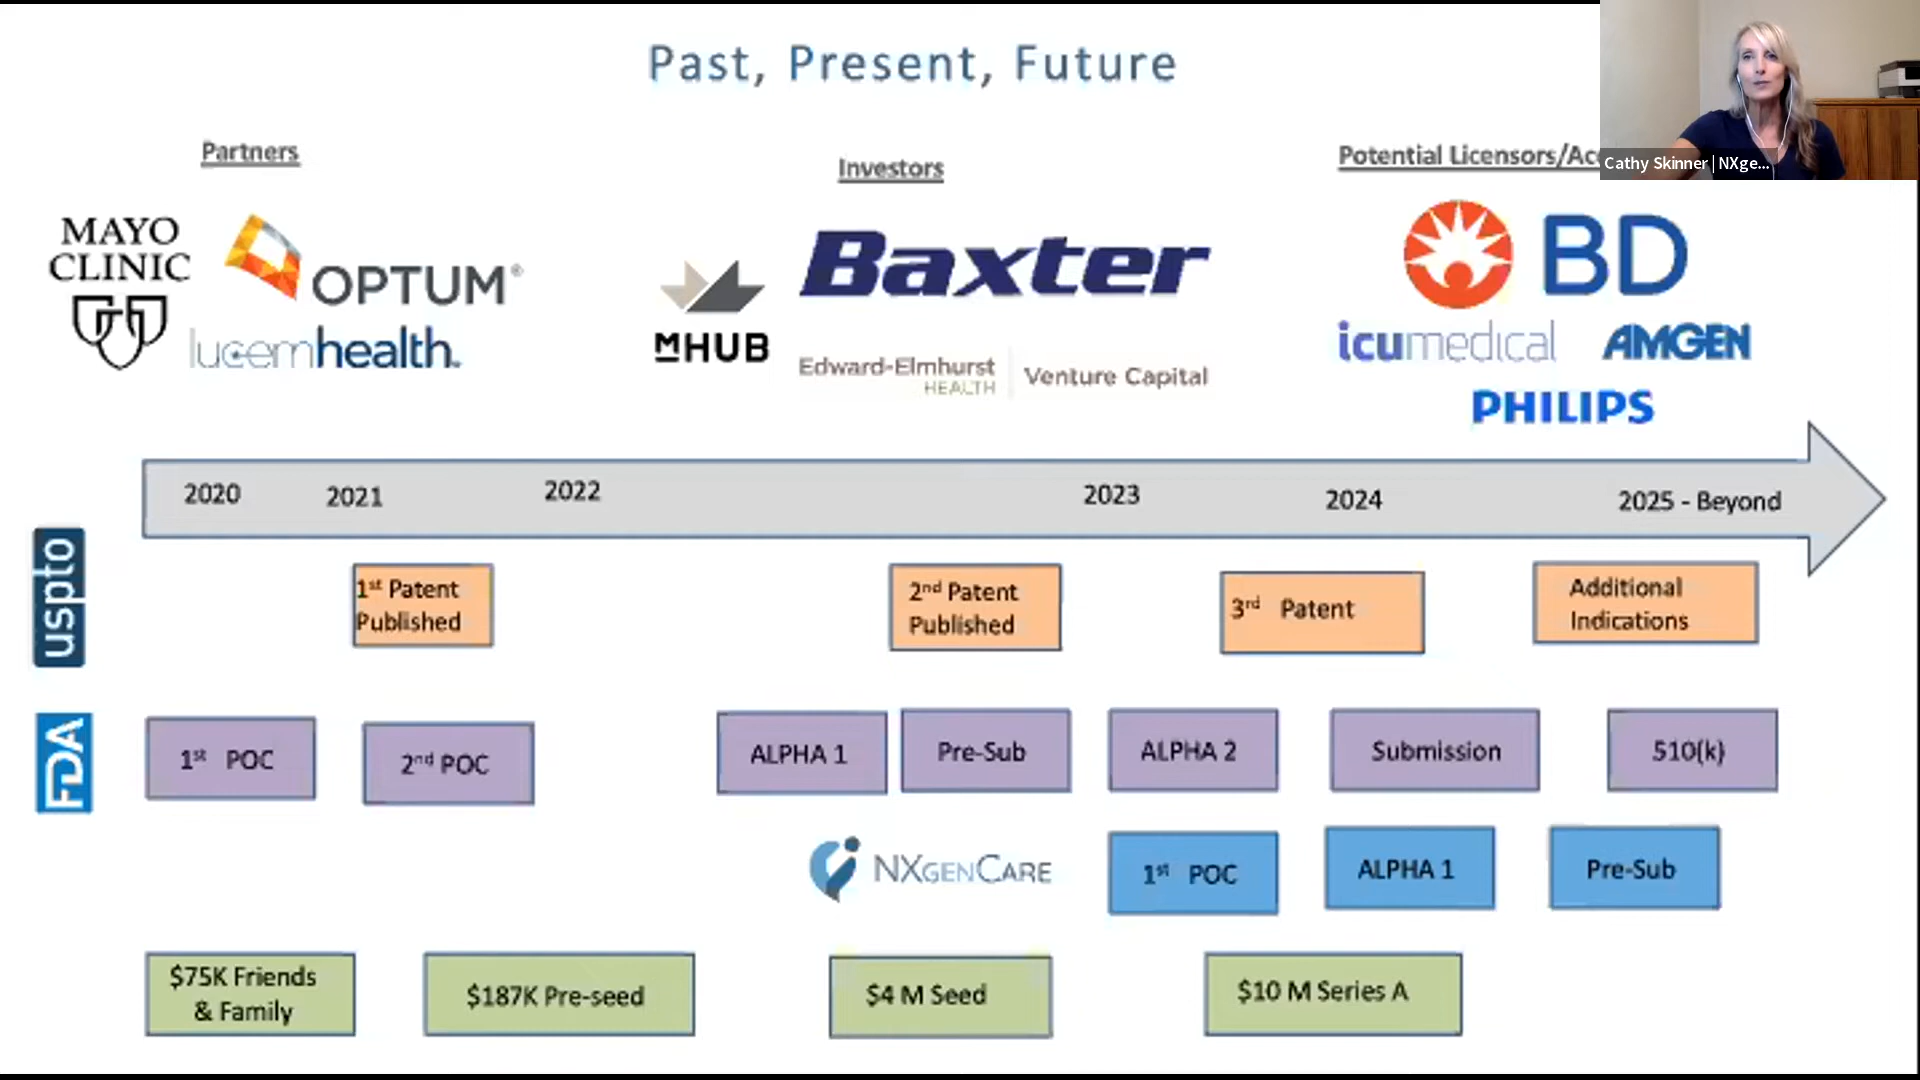 Past, Present, Future
Cathy Skinner | NXge...
Partners
Investors
Potential Licensors/Ac
MAYO
CLINIC
OPTUM®
lucemhealth.
Baxter
MHUB
Edward-Elmhurst
HEALTH
Venture Capital
BD
icumedical
AMGEN
PHILIPS
2020
2021
2022
2023
2024
2025 - Beyond
uspto
1st Patent
Published
2nd Patent
Published
3rd Patent
Additional
Indications
FDA
1st POC
2nd POC
ALPHA 1
Pre-Sub
ALPHA 2
Submission
510(k)
NXGENCARE
1st POC
ALPHA 1
Pre-Sub
$75K Friends
& Family
$187K Pre-seed
$4 M Seed
$10 M Series A